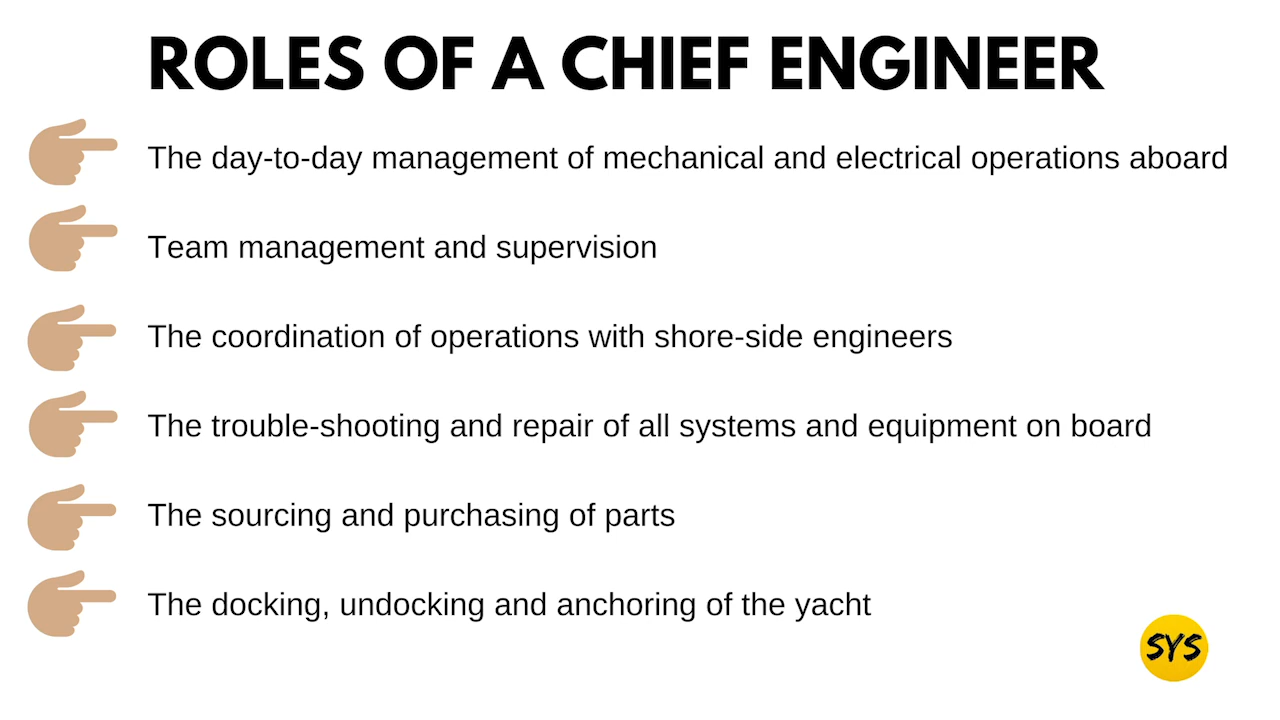 ROLES OF A CHIEF ENGINEER
The day-to-day management of mechanical and electrical operations aboard
Team management and supervision
The coordination of operations with shore-side engineers
The trouble-shooting and repair of all systems and equipment on board
The sourcing and purchasing of parts
The docking, undocking and anchoring of the yacht
SYS